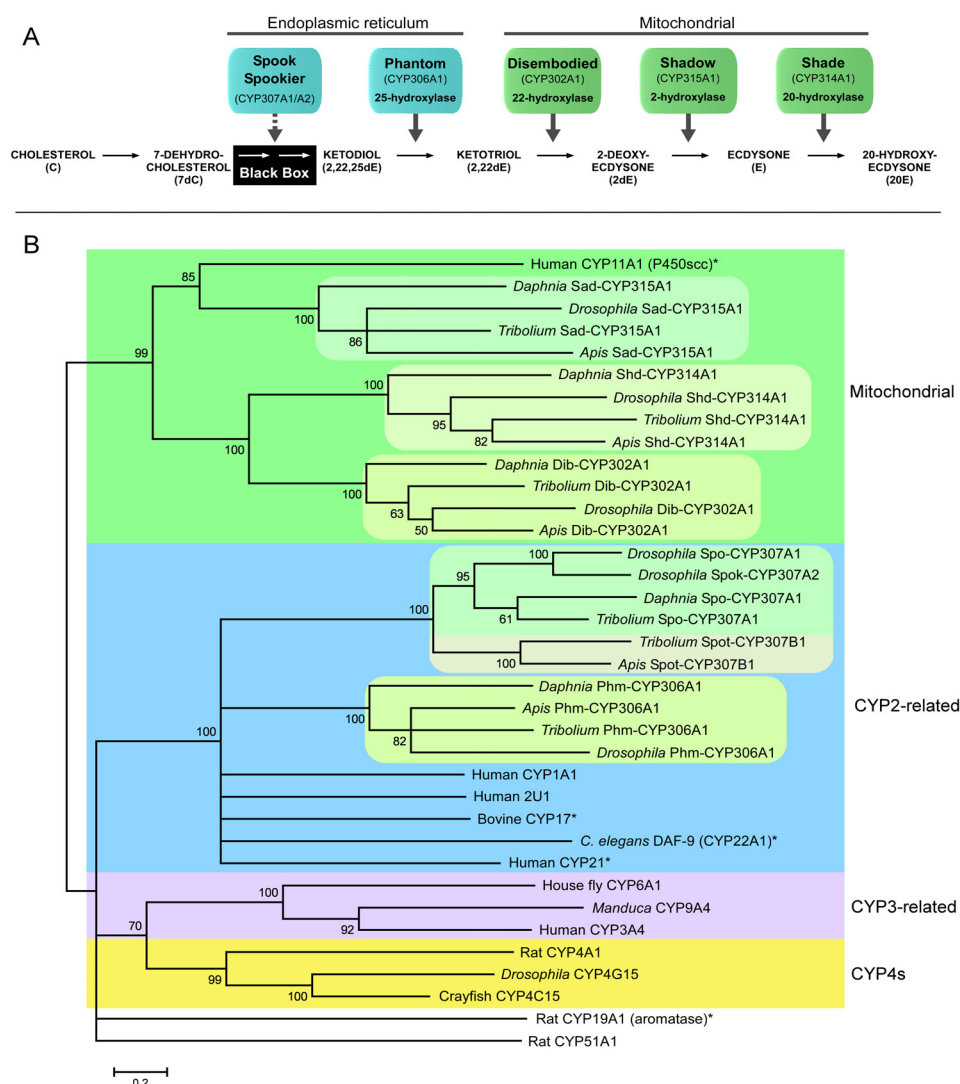 A
Endoplasmic reticulum
Mitochondrial
Spook
Spookier
(CYP307A1/A2)
Phantom
(CYP306A1)
25-hydroxylase
Disembodied
(CYP302A1)
22-hydroxylase
Shadow
(CYP315A1)
2-hydroxylase
Shade
(CYP314A1)
20-hydroxylase
CHOLESTEROL
(C)
7-DEHYDRO-
CHOLESTEROL
(7dC)
Black Box
KETODIOL
(2,22,25dE)
KETOTRIOL
(2,22dE)
2-DEOXY-
ECDYSONE
(2dE)
ECDYSONE
(E)
20-HYDROXY-
ECDYSONE
(20E)
B
Human CYP11A1 (P450scc)*
85
Daphnia Sad-CYP315A1
Drosophila Sad-CYP315A1
100
Tribolium Sad-CYP315A1
86
Apis Sad-CYP315A1
99
Daphnia Shd-CYP314A1
100
Mitochondrial
Drosophila Shd-CYP314A1
95
Tribolium Shd-CYP314A1
82
Apis Shd-CYP314A1
100
Daphnia Dib-CYP302A1
100
Tribolium Dib-CYP302A1
63
Drosophila Dib-CYP302A1
50
Apis Dib-CYP302A1
100
Drosophila Spo-CYP307A1
95
Drosophila Spok-CYP307A2
Daphnia Spo-CYP307A1
100
61
Tribolium Spo-CYP307A1
Tribolium Spot-CYP307B1
100
Apis Spot-CYP307B1
Daphnia Phm-CYP306A1
100
Apis Phm-CYP306A1
CYP2-related
100
Tribolium Phm-CYP306A1
82
Drosophila Phm-CYP306A1
Human CYP1A1
Human 2U1
Bovine CYP17*
C. elegans DAF-9 (CYP22A1)*
Human CYP21*
House fly CYP6A1
100
Manduca CYP9A4
CYP3-related
92
Human CYP3A4
70
Rat CYP4A1
99
Drosophila CYP4G15
CYP4s
100
Crayfish CYP4C15
Rat CYP19A1 (aromatase)*
Rat CYP51A1
0.2